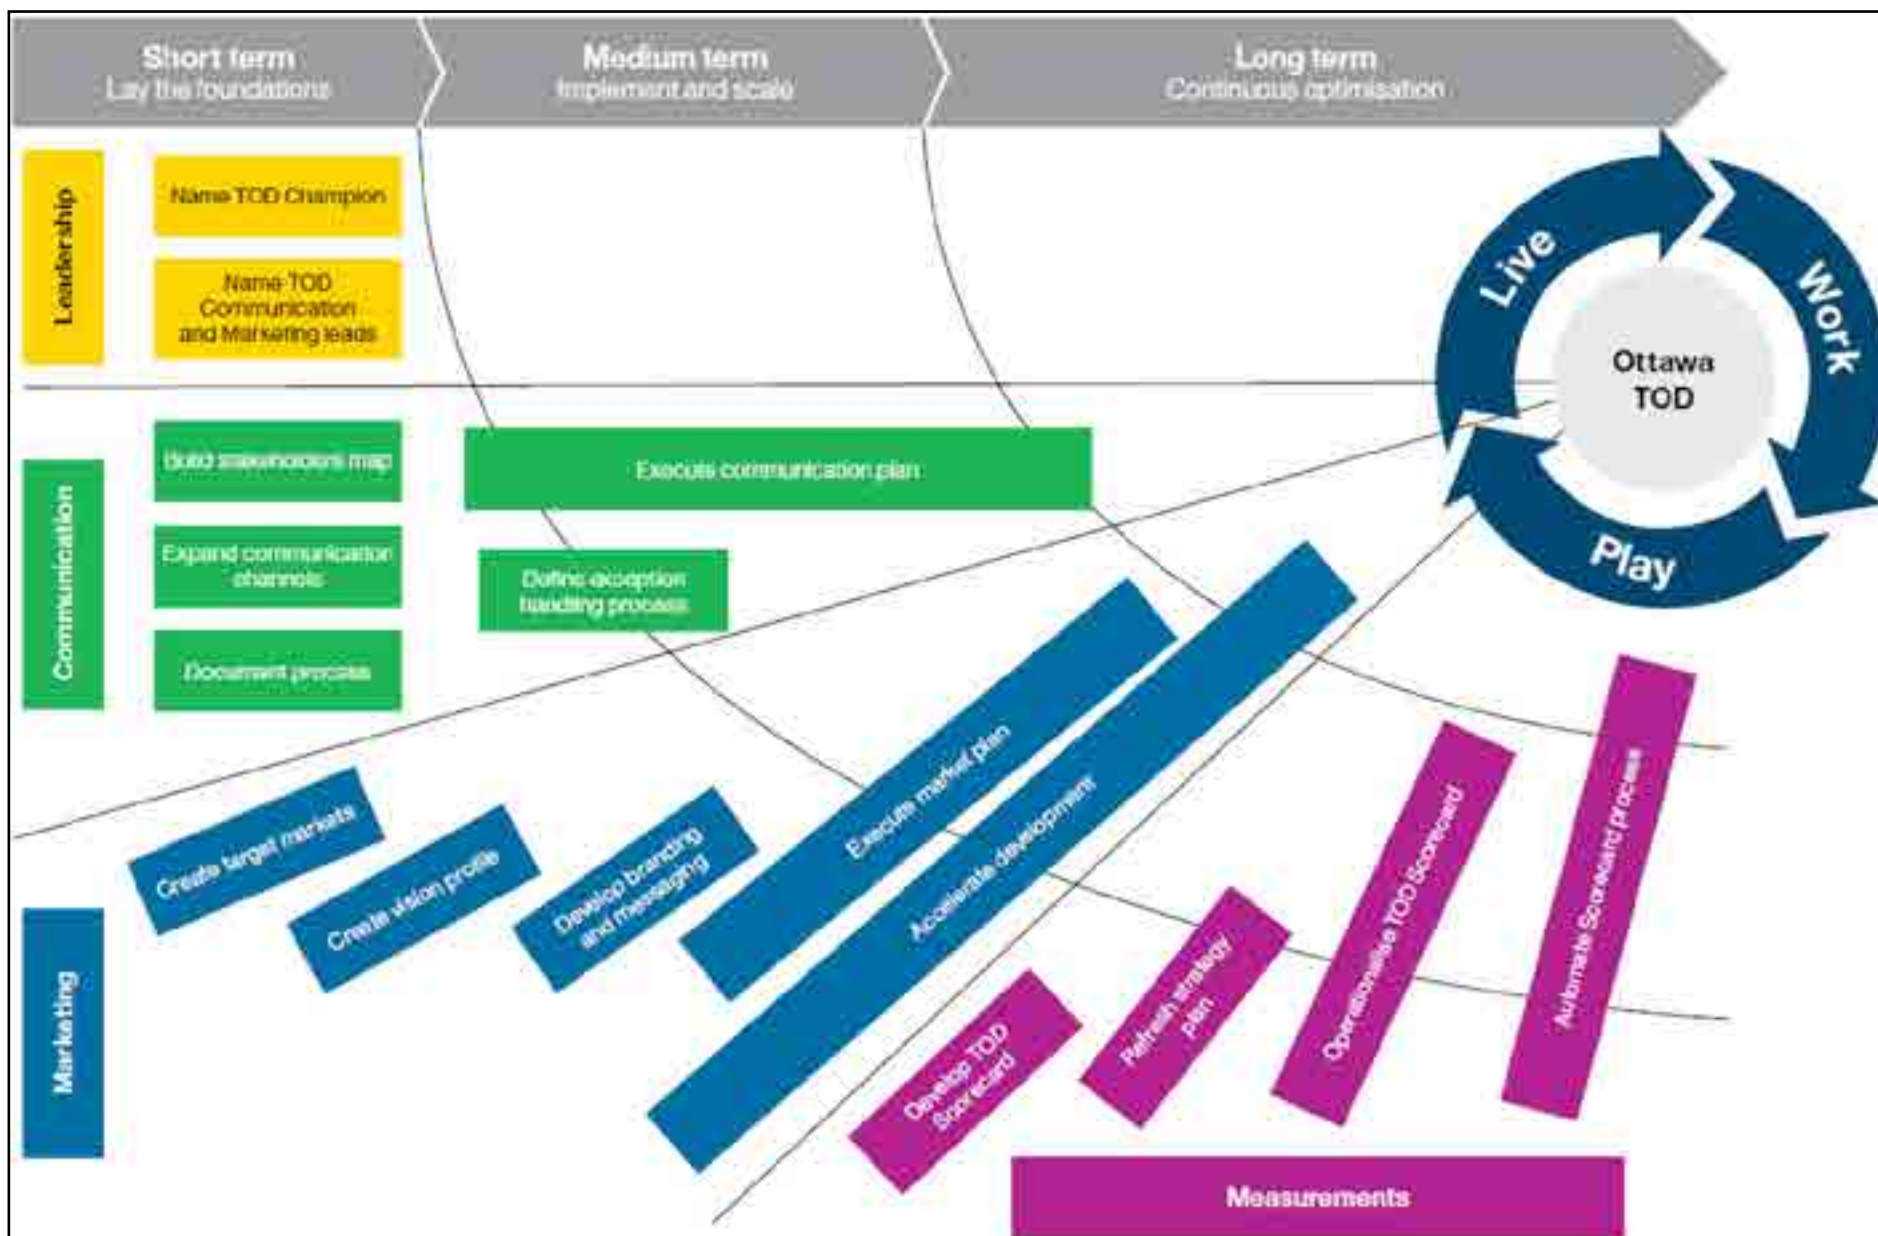 Short term
Lay the foundations
Medium term
Implement and scale
Long term
Continuous optimisation
Leadership
Name TOD Champion
Name TOD
Communication
and Marketing leads
Live
Work
Play
Ottawa
TOD
Communication
Build stakeholders map
Expand communication
channels
Document process
Execute communication plan
Define exception
handling process
Marketing
Create target markets
Create vision profile
Develop branding
and messaging
Execute market plan
Accelerate development
Develop TOD
Scorecard
Refresh strategy
plan
Operationalise TOD Scorecard
Automate Scorecard process
Measurements